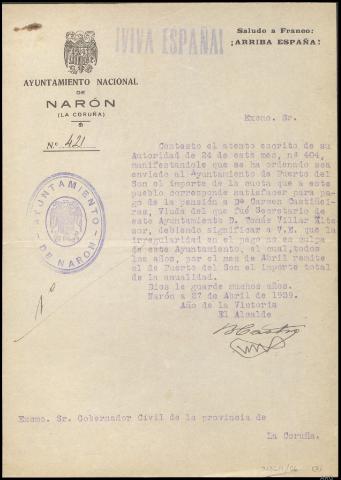 ¡VIVA ESPAÑA!
Saludo a Franco:
¡ARRIBA ESPAÑA!
AYUNTAMIENTO NACIONAL
DE
NARÓN
(LA CORUÑA)
N.º 421
Excmo. Sr.
Contesto el atento escrito de su
Autoridad de 24 de este mes, nº 404,
manifestándole que se ha ordenado sea
enviado al Ayuntamiento de Puerto del
Son el importe de la cuota que a este
pueblo corresponde satisfacer para pa-
go de la pensión a Dª Carmen Castiñei-
ras, Viuda del que fué Secretario de
este Ayuntamiento D. Tomás Villar
sor, debiendo significar a V.E. que la
irregularidad en el pago no es culpa
de este Ayuntamiento, el cual, todos
los años, por el mes de Abril remite
al de Puerto del Son el importe total
de la anualidad.
Dios le guarde muchos años.
Narón a 27 de Abril de 1939.
Año de la Victoria
El Alcalde
AYUNTAMIENTO
DE NARÓN
Castro
Excmo. Sr. Gobernador Civil de la provincia de
La Coruña.